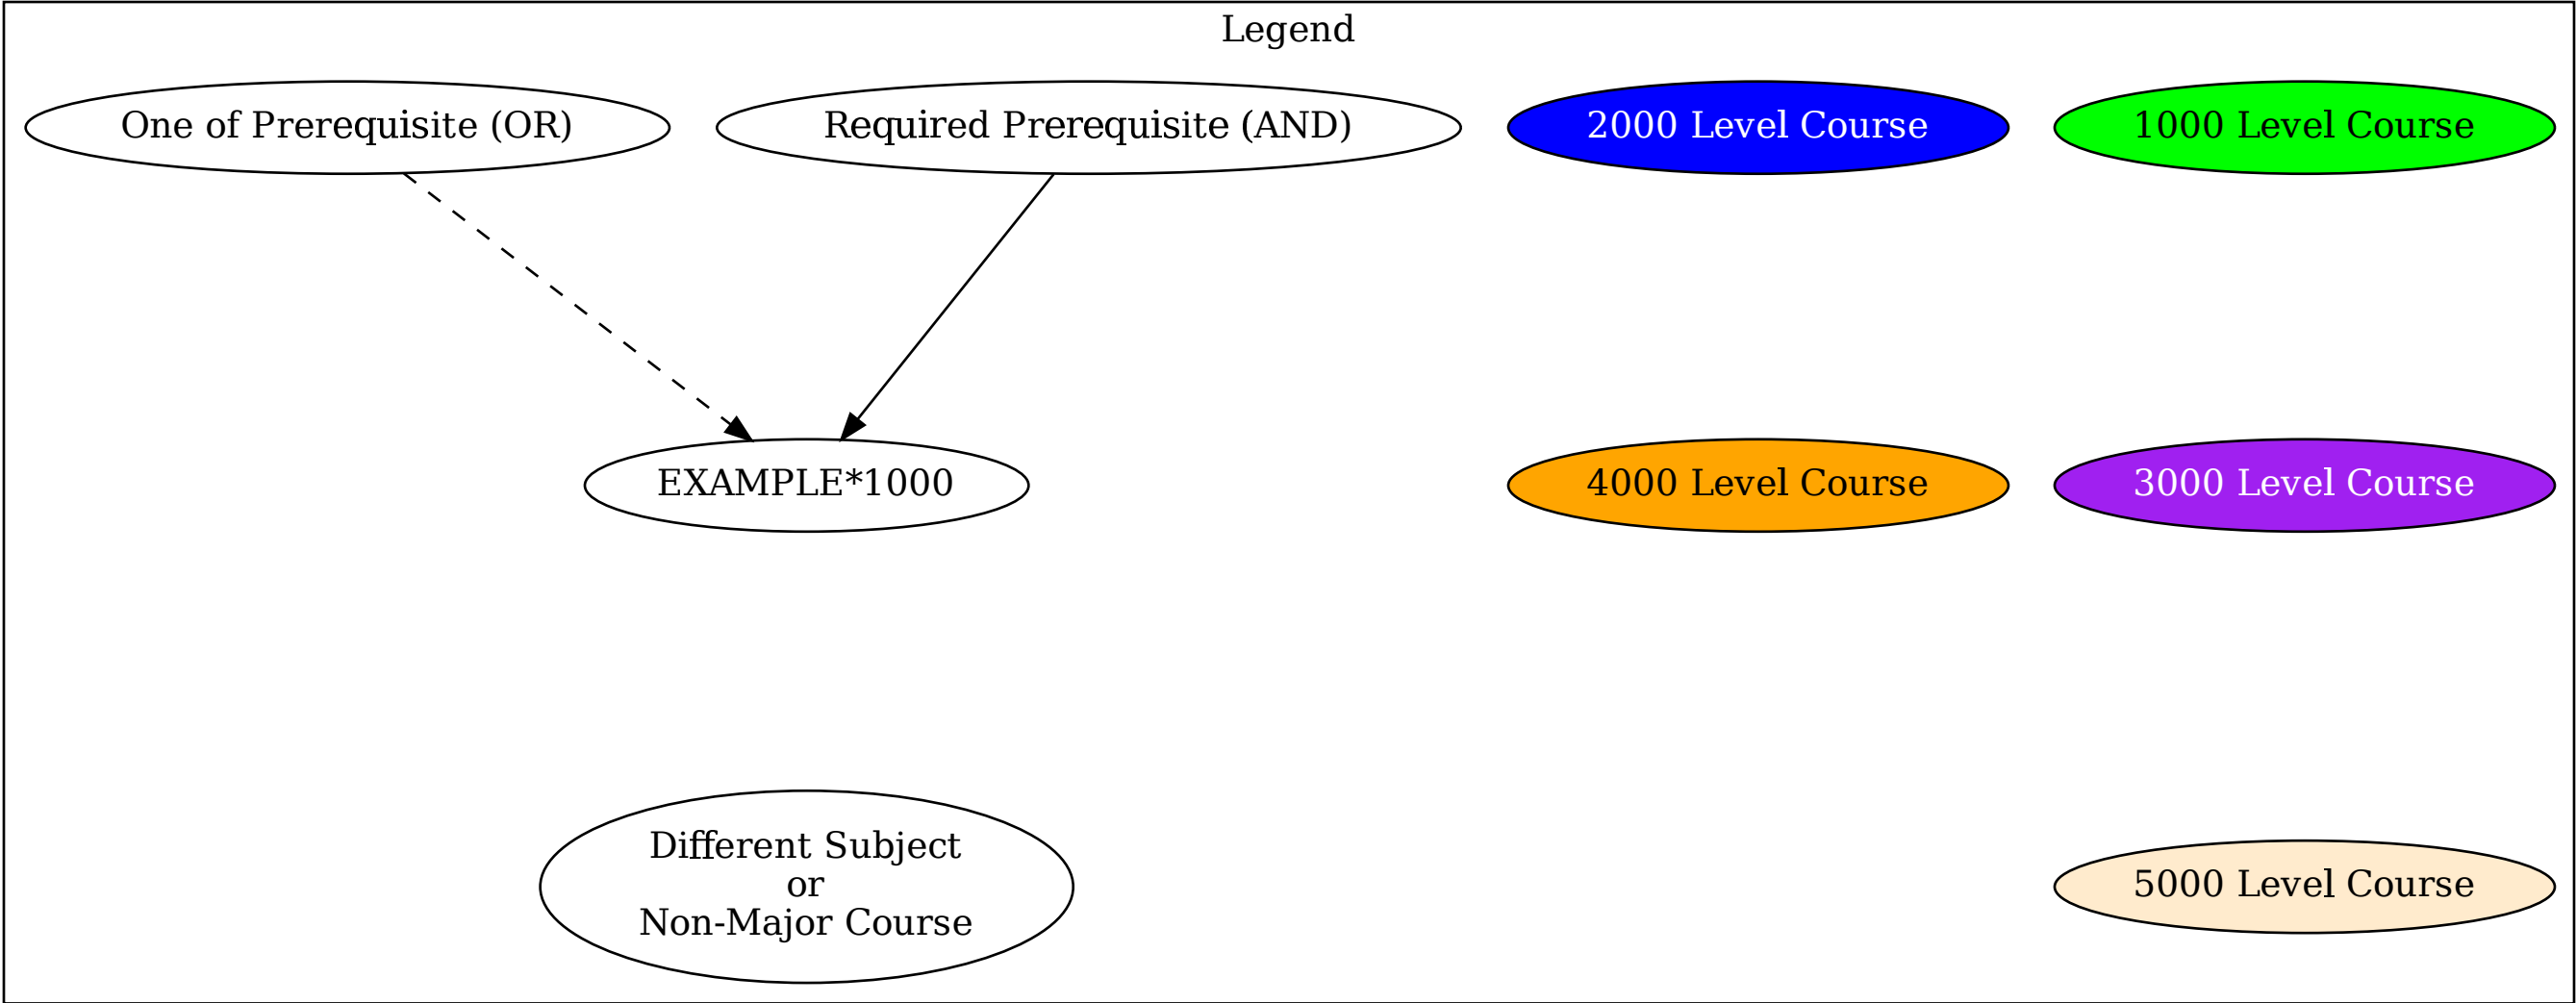 Legend
One of Prerequisite (OR)
Required Prerequisite (AND)
2000 Level Course
1000 Level Course
EXAMPLE*1000
4000 Level Course
3000 Level Course
Different Subject
or
Non-Major Course
5000 Level Course